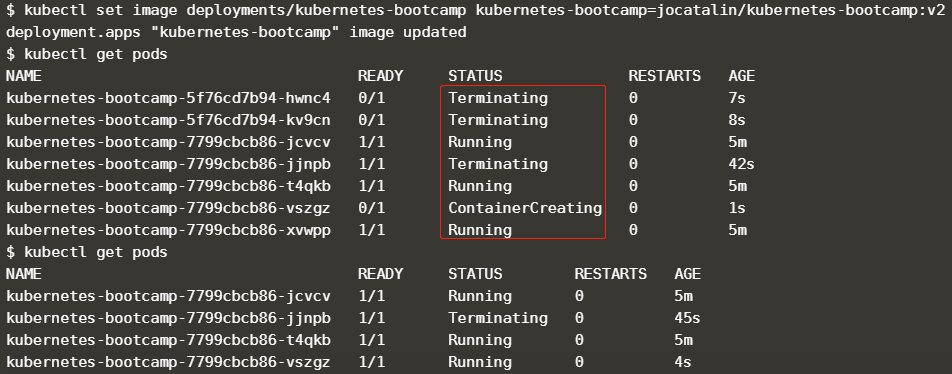 $ kubectl set image deployments/kubernetes-bootcamp kubernetes-bootcamp=jocatalin/kubernetes-bootcamp:v2
deployment.apps "kubernetes-bootcamp" image updated
$ kubectl get pods
NAME READY STATUS RESTARTS AGE
kubernetes-bootcamp-5f76cd7b94-hwnc4 0/1 Terminating 0 7s
kubernetes-bootcamp-5f76cd7b94-kv9cn 0/1 Terminating 0 8s
kubernetes-bootcamp-7799cbcb86-jcvcv 1/1 Running 0 5m
kubernetes-bootcamp-7799cbcb86-jjnpb 1/1 Terminating 0 42s
kubernetes-bootcamp-7799cbcb86-t4qkb 1/1 Running 0 5m
kubernetes-bootcamp-7799cbcb86-vszgz 0/1 ContainerCreating 0 1s
kubernetes-bootcamp-7799cbcb86-xvwpp 1/1 Running 0 5m
$ kubectl get pods
NAME READY STATUS RESTARTS AGE
kubernetes-bootcamp-7799cbcb86-jcvcv 1/1 Running 0 5m
kubernetes-bootcamp-7799cbcb86-jjnpb 1/1 Terminating 0 45s
kubernetes-bootcamp-7799cbcb86-t4qkb 1/1 Running 0 5m
kubernetes-bootcamp-7799cbcb86-vszgz 1/1 Running 0 4s